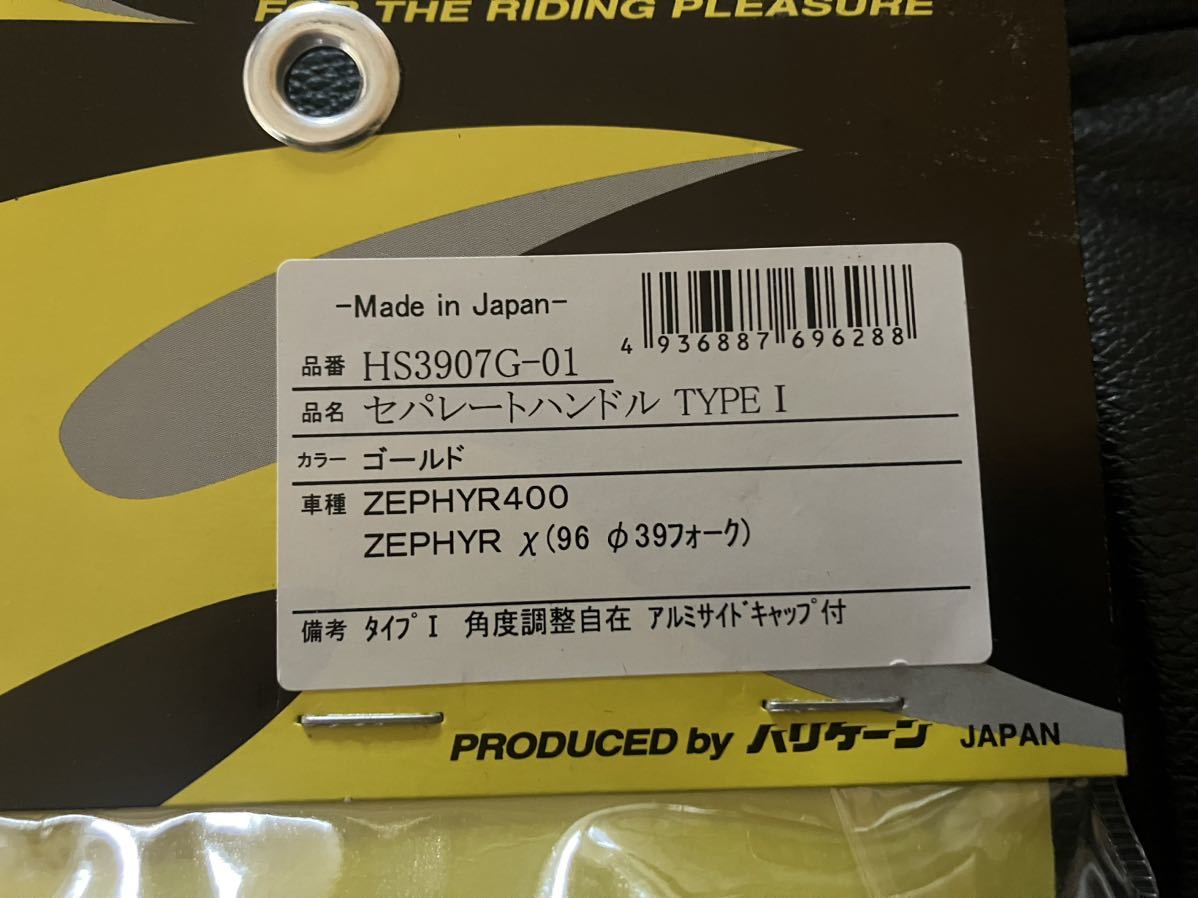 FOR THE RIDING PLEASURE
-Made in Japan-
4 936887 696288
品番 HS3907G-01
品名 セパレートハンドル TYPE I
カラー ゴールド
車種 ZEPHYR400
ZEPHYR χ(96 φ39フォーク)
備考 タイプI 角度調整自在 アルミサイドキャップ付
PRODUCED by ハリケーン JAPAN